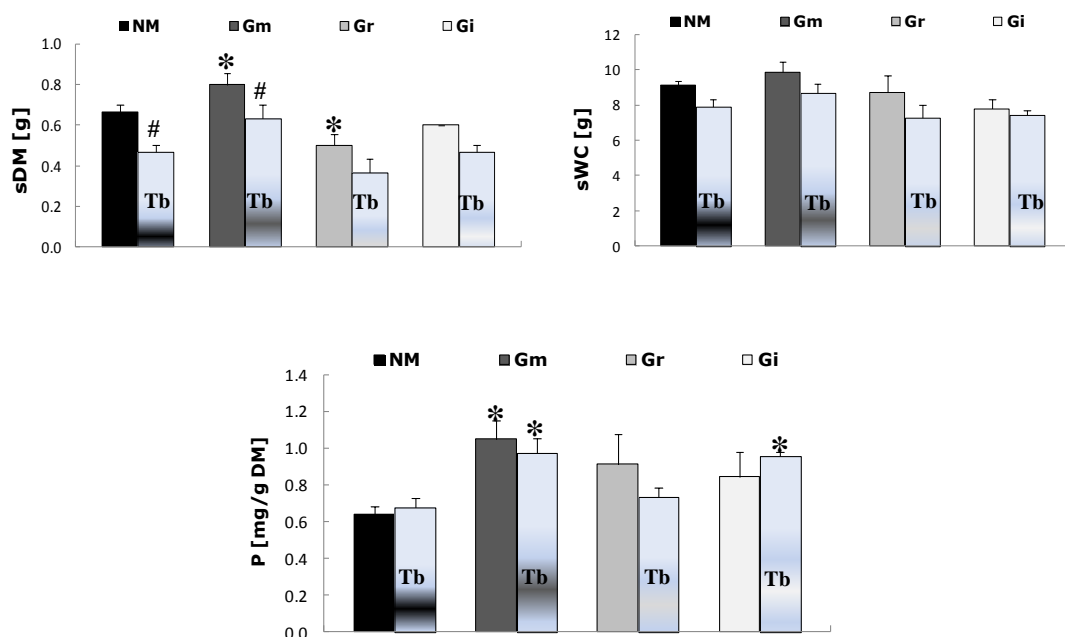 NM Gm Gr Gi
sDM [g]
1.0
0.8
0.6
0.4
0.2
0.0
* # * #
Tb Tb Tb Tb
NM Gm Gr Gi
sWC [g]
12
10
8
6
4
2
0
Tb Tb Tb Tb
NM Gm Gr Gi
P [mg/g DM]
1.4
1.2
1.0
0.8
0.6
0.4
0.2
0.0
* * *
Tb Tb Tb Tb